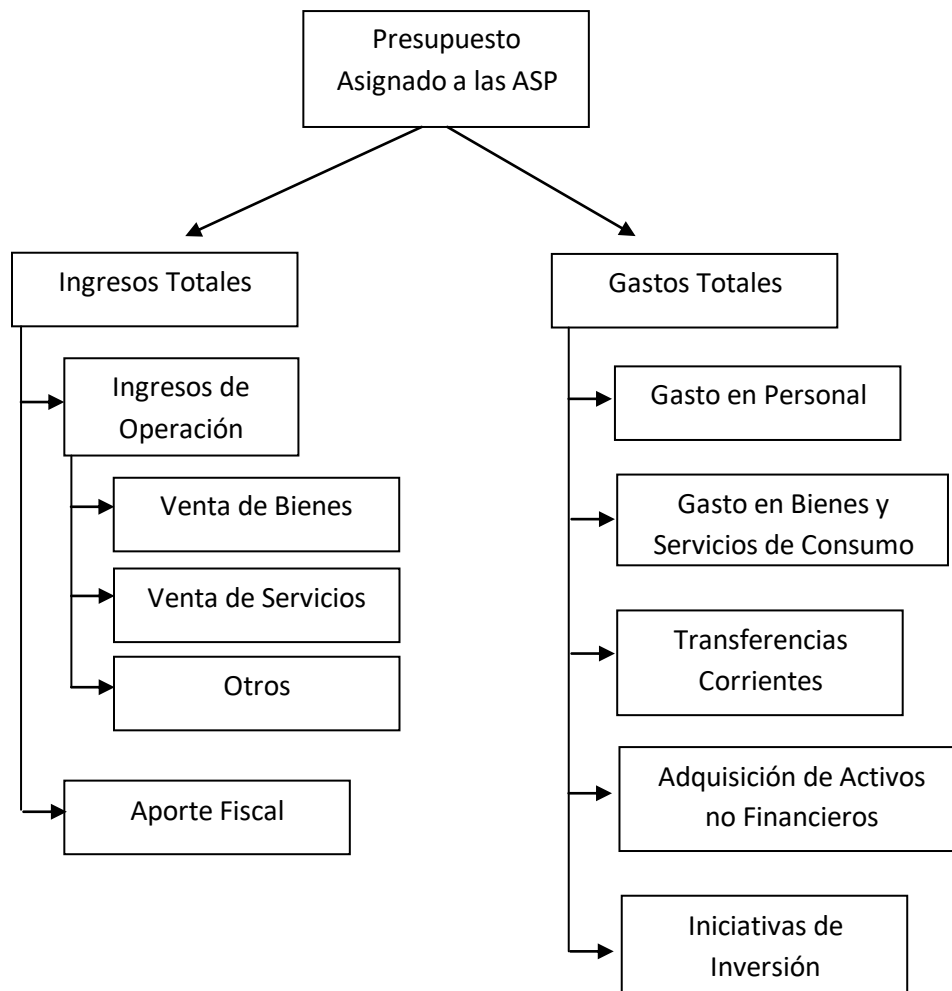 Presupuesto
Asignado a las ASP
Ingresos Totales
Ingresos de
Operación
Venta de Bienes
Venta de Servicios
Otros
Aporte Fiscal
Gastos Totales
Gasto en Personal
Gasto en Bienes y
Servicios de Consumo
Transferencias
Corrientes
Adquisición de Activos
no Financieros
Iniciativas de
Inversión